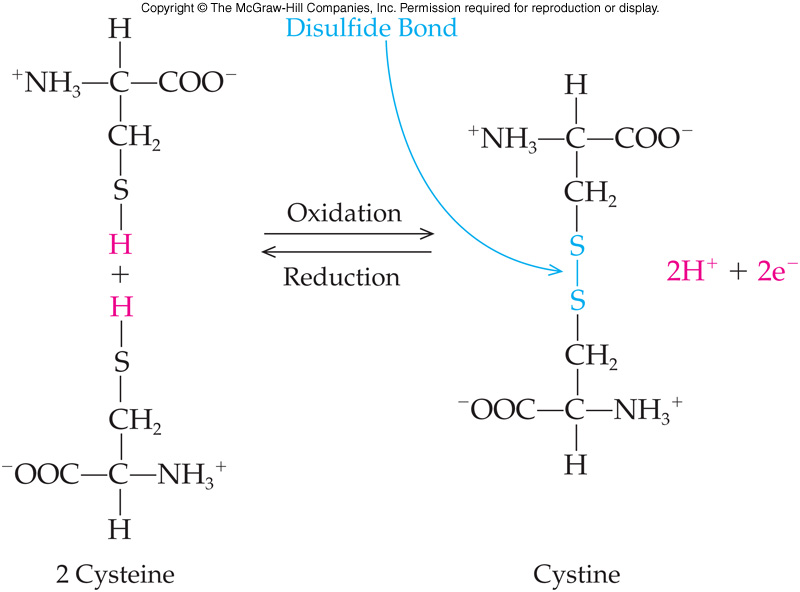 Copyright © The McGraw-Hill Companies, Inc. Permission required for reproduction or display.
Disulfide Bond
H
⁺NH₃—C—COO⁻
CH₂
S
H
+
H
S
CH₂
⁻OOC—C—NH₃⁺
H
2 Cysteine
Oxidation
Reduction
H
⁺NH₃—C—COO⁻
CH₂
S
S
CH₂
⁻OOC—C—NH₃⁺
H
Cystine
2H⁺ + 2e⁻